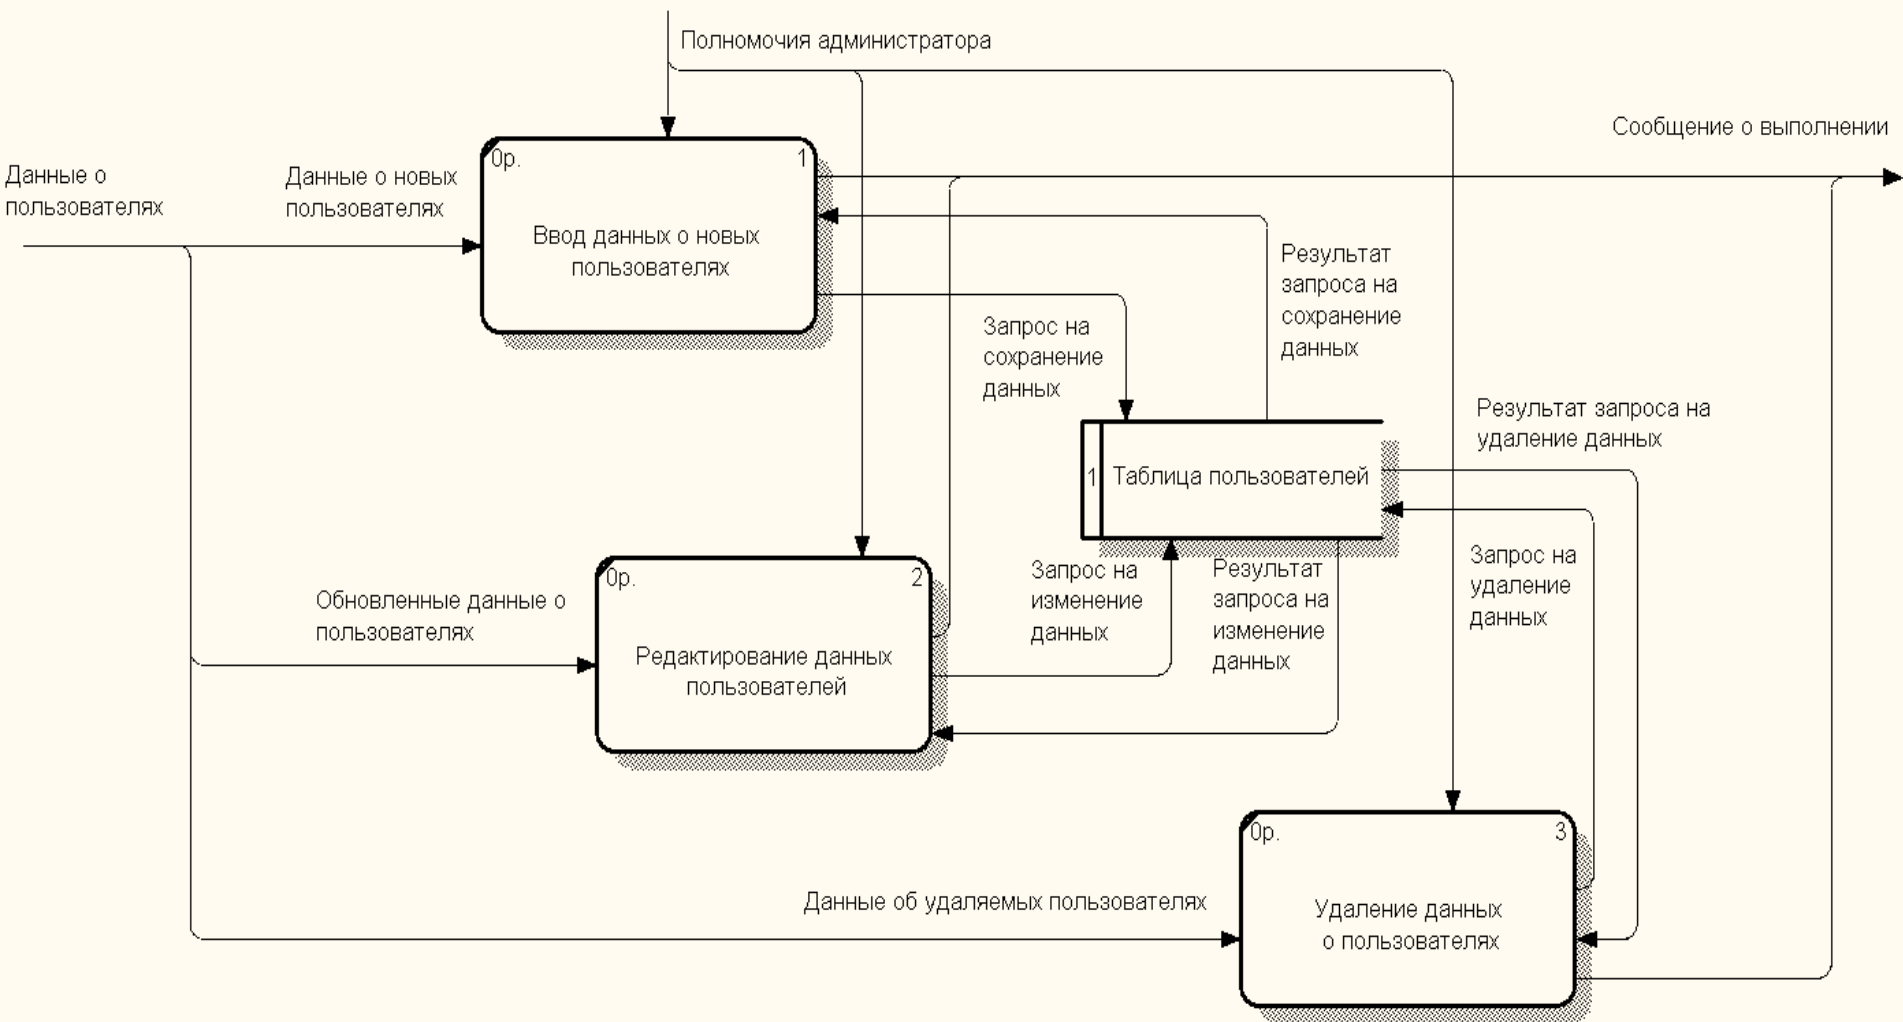 Полномочия администратора
Сообщение о выполнении
Данные о
пользователях
Данные о новых
пользователях
0р.
1
Ввод данных о новых
пользователях
Результат
запроса на
сохранение
данных
Запрос на
сохранение
данных
Результат запроса на
удаление данных
1
Таблица пользователей
Запрос на
удаление
данных
Запрос на
изменение
данных
Результат
запроса на
изменение
данных
0р.
2
Обновленные данные о
пользователях
Редактирование данных
пользователей
0р.
3
Данные об удаляемых пользователях
Удаление данных
о пользователях